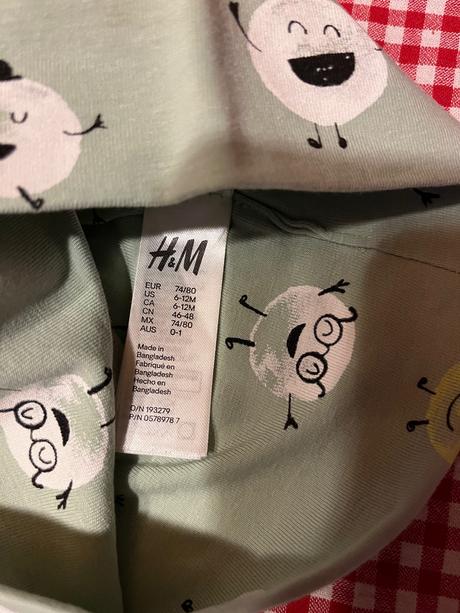 H&M
EUR 74/80
US 6-12M
CA 6-12M
CN 46-48
MX 74/80
AUS 0-1
Made in
Bangladesh
Fabriqué en
Bangladesh
Hecho en
Bangladesh
O/N 193279
P/N 0578978 7